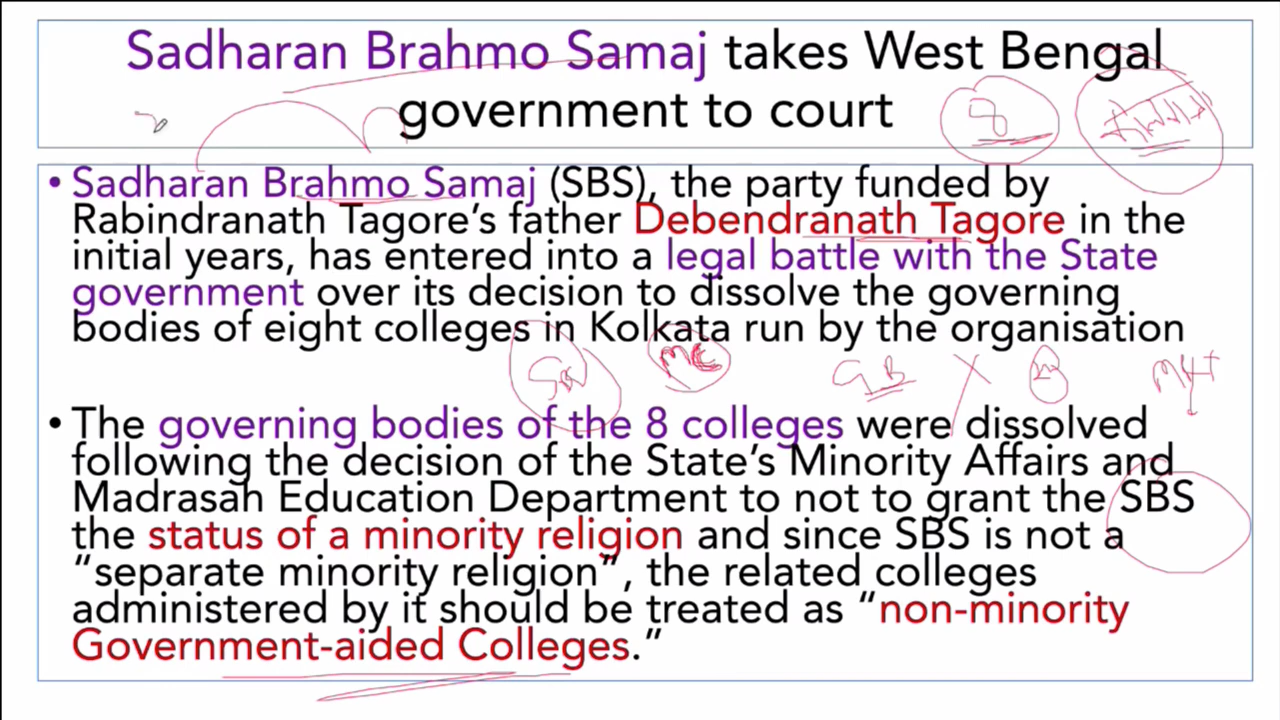 Sadharan Brahmo Samaj takes West Bengal
government to court
8
• Sadharan Brahmo Samaj (SBS), the party funded by
Rabindranath Tagore’s father Debendranath Tagore in the
initial years, has entered into a legal battle with the State
government over its decision to dissolve the governing
bodies of eight colleges in Kolkata run by the organisation
GB
• The governing bodies of the 8 colleges were dissolved
following the decision of the State’s Minority Affairs and
Madrasah Education Department to not to grant the SBS
the status of a minority religion and since SBS is not a
“separate minority religion”, the related colleges
administered by it should be treated as “non-minority
Government-aided Colleges.”